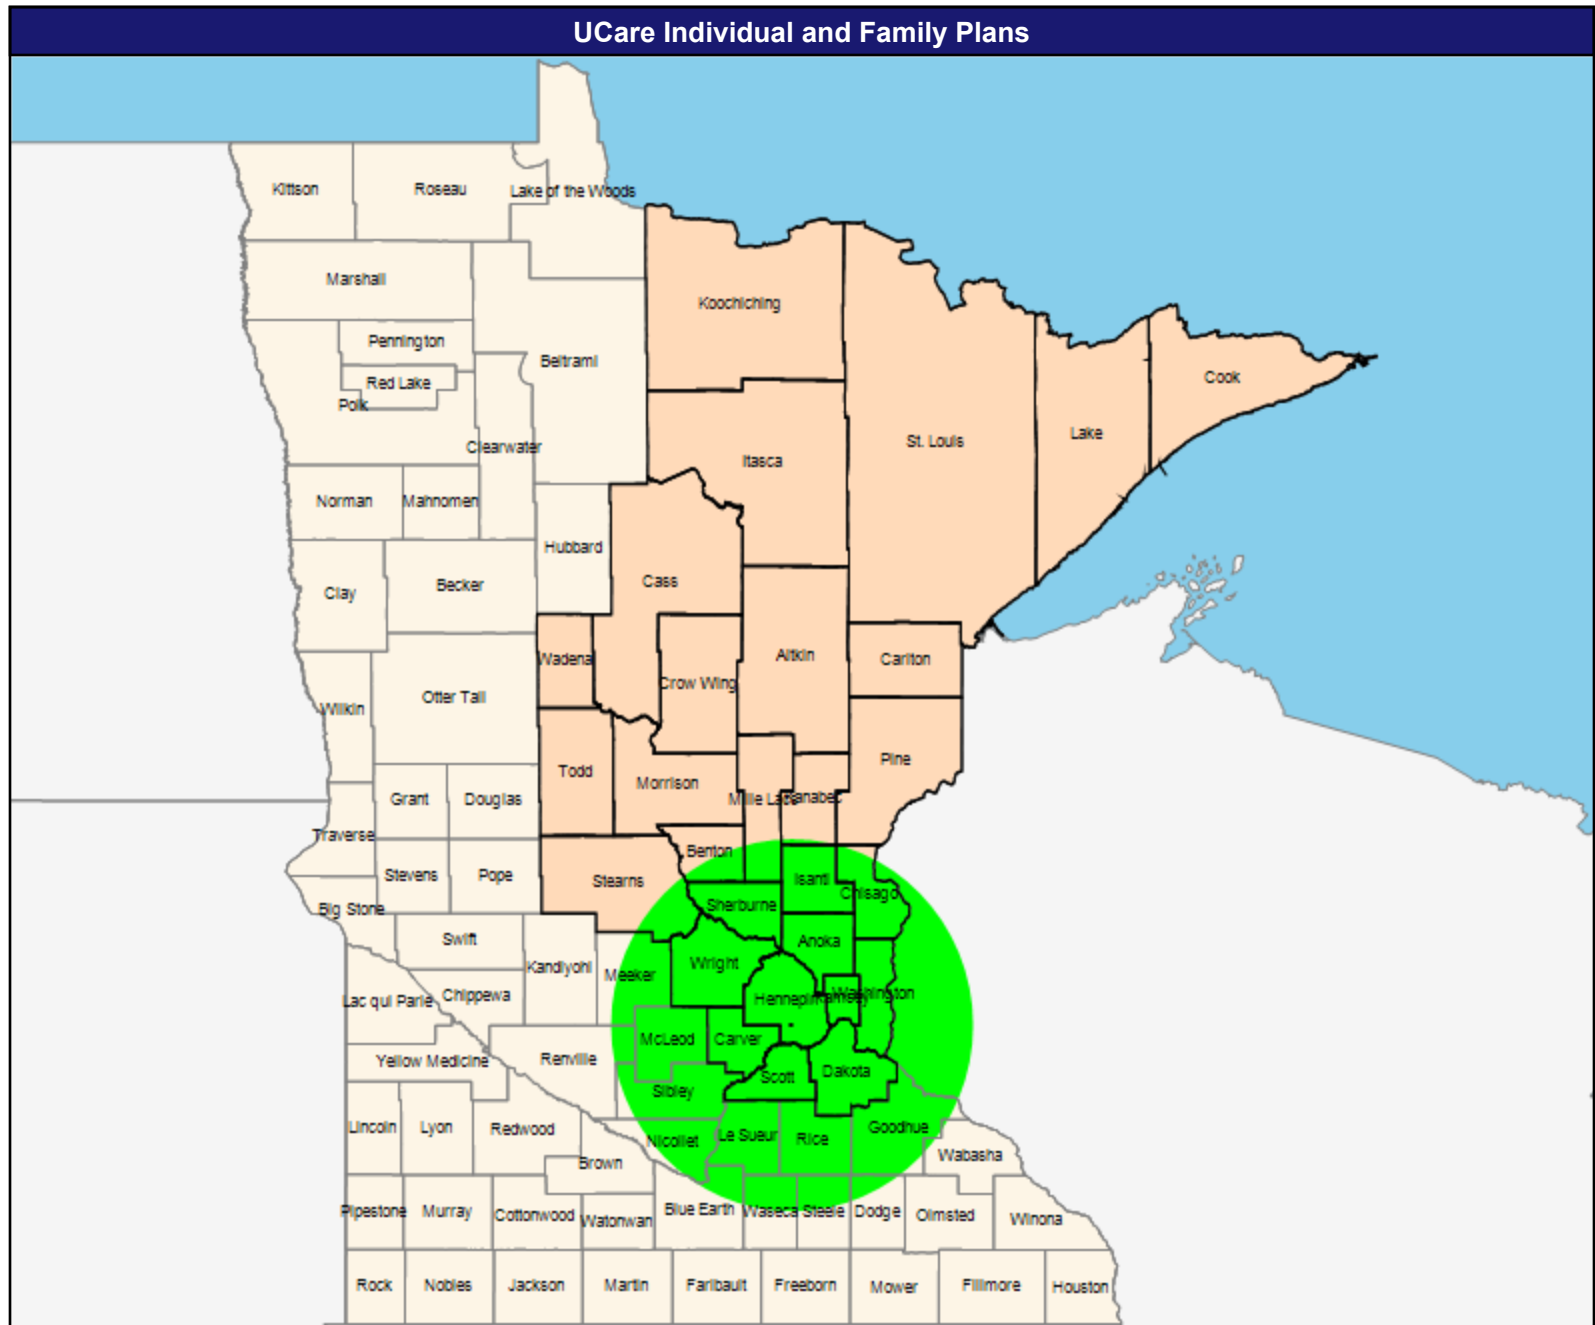 UCare Individual and Family Plans
Kittson
Roseau
Lake of the Woods
Marshall
Koochiching
Pennington
Beltrami
Red Lake
Polk
Cook
Lake
St. Louis
Clearwater
Itasca
Norman
Mahnomen
Hubbard
Cass
Becker
Clay
Wadena
Aitkin
Carlton
Crow Wing
Otter Tail
Wilkin
Pine
Todd
Morrison
Grant
Douglas
Mille Lacs
Kanabec
Traverse
Benton
Stevens
Pope
Stearns
Isanti
Chisago
Big Stone
Sherburne
Swift
Anoka
Kandiyohi
Meeker
Wright
Lac qui Parle
Chippewa
Hennepin
Ramsey
Washington
McLeod
Carver
Yellow Medicine
Renville
Scott
Dakota
Sibley
Lincoln
Lyon
Redwood
Nicollet
Le Sueur
Rice
Goodhue
Brown
Wabasha
Pipestone
Murray
Cottonwood
Watonwan
Blue Earth
Waseca
Steele
Dodge
Olmsted
Winona
Rock
Nobles
Jackson
Martin
Faribault
Freeborn
Mower
Fillmore
Houston